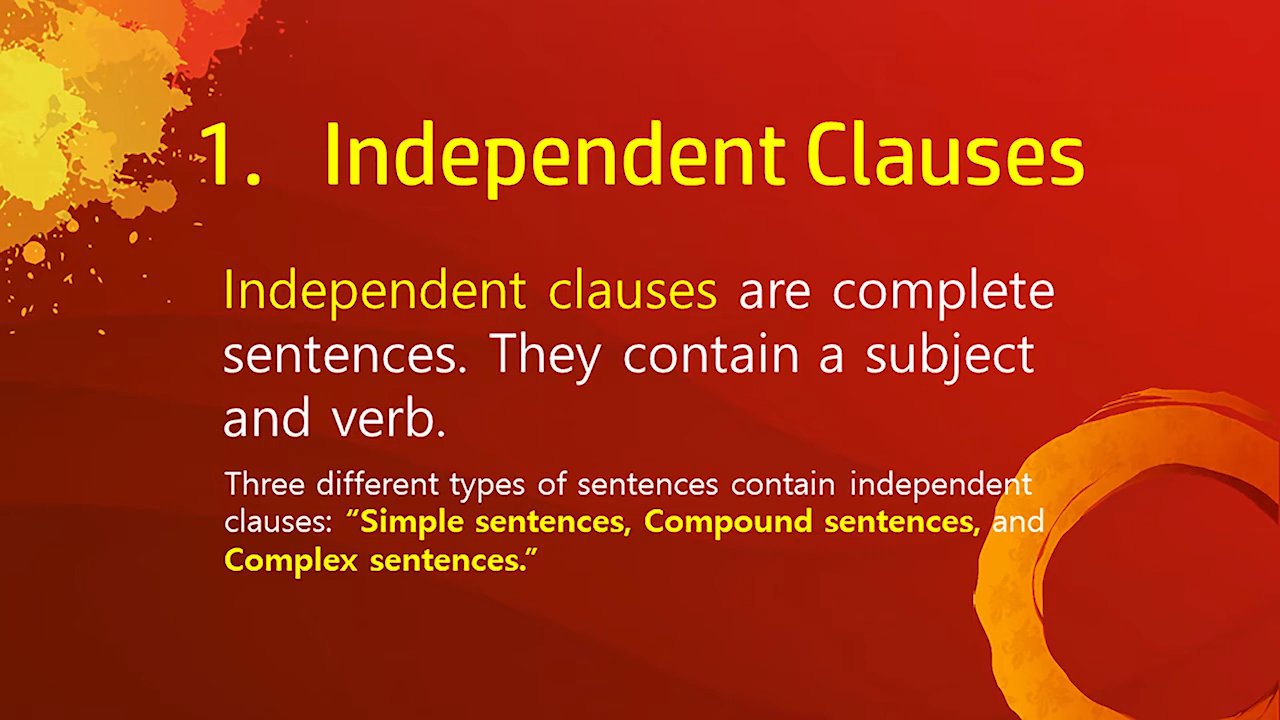 1. Independent Clauses
Independent clauses are complete
sentences. They contain a subject
and verb.
Three different types of sentences contain independent
clauses: “Simple sentences, Compound sentences, and
Complex sentences.”